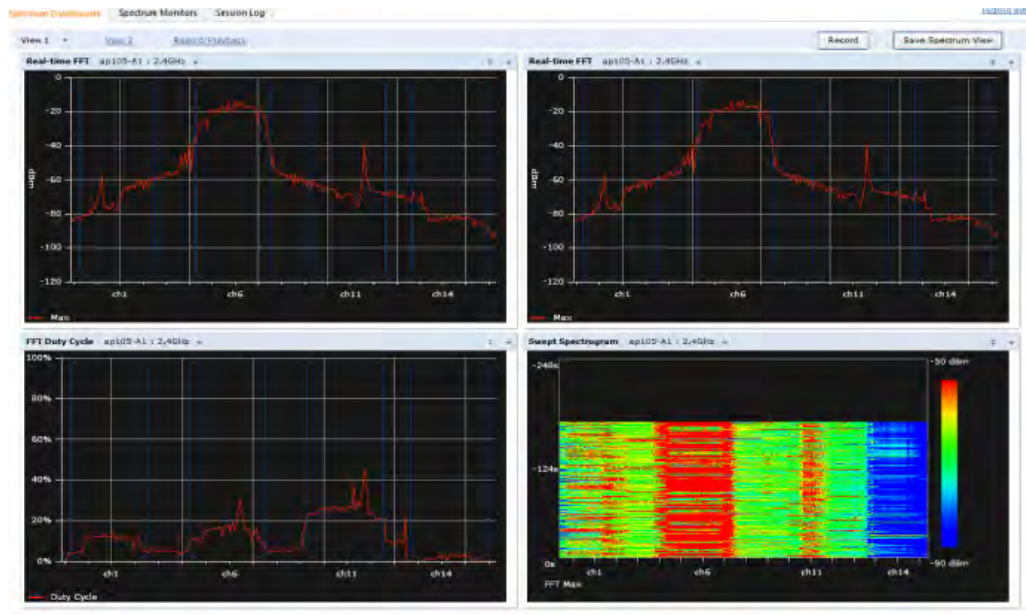 Spectrum Dashboards Spectrum Monitors Session Log
View 1 View 2 Record/Playback Record Save Spectrum View
Real-time FFT ap105-A1 : 2.4GHz
0
-20
-40
-60
-80
-100
-120
dBm
ch1 ch6 ch11 ch14
Max
Real-time FFT ap105-A1 : 2.4GHz
0
-20
-40
-60
-80
-100
-120
dBm
ch1 ch6 ch11 ch14
Max
FFT Duty Cycle ap105-A1 : 2.4GHz
100%
80%
60%
40%
20%
0%
ch1 ch6 ch11 ch14
Duty Cycle
Swept Spectrogram ap105-A1 : 2.4GHz
-248s
-124s
0s
ch1 ch6 ch11 ch14
FFT Max
-50 dBm
-90 dBm